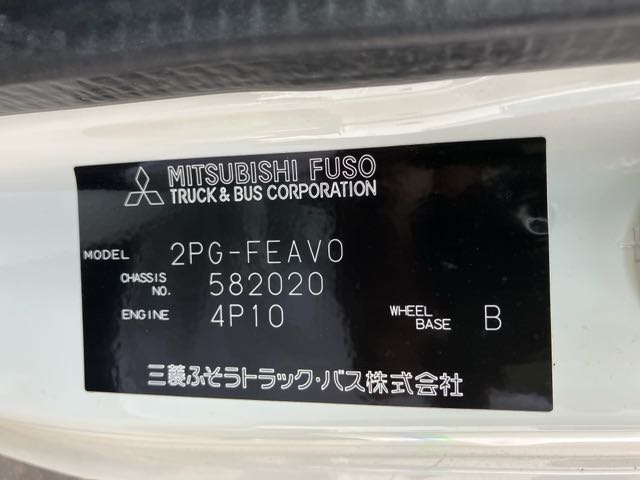 MITSUBISHI FUSO
TRUCK & BUS CORPORATION
MODEL 2PG-FEAV0
CHASSIS NO. 582020
ENGINE 4P10 WHEEL BASE B
三菱ふそうトラック・バス株式会社